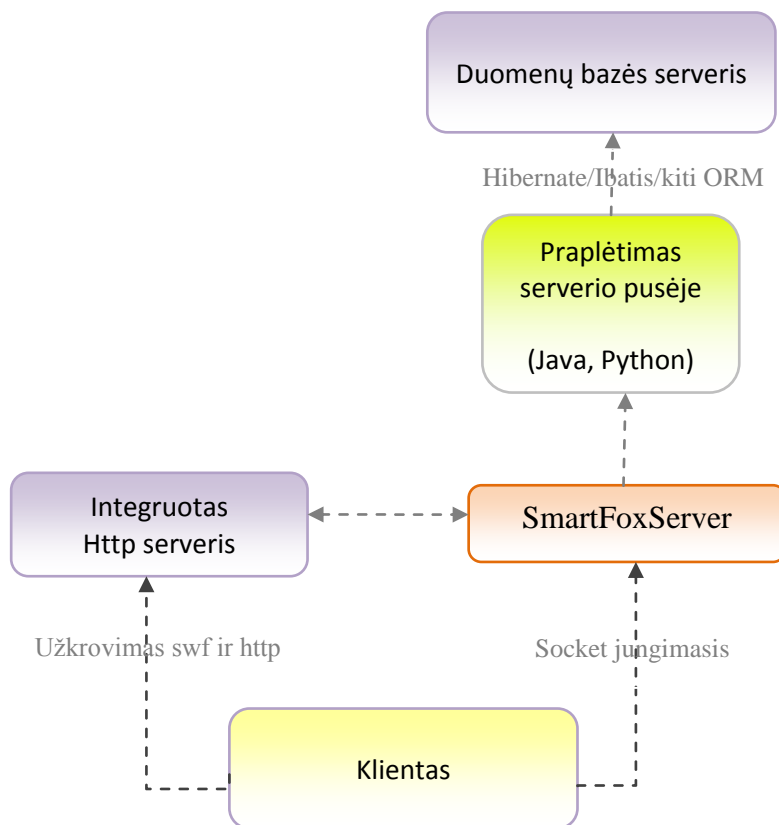 Duomenų bazės serveris
Hibernate/Ibatis/kiti ORM
Praplėtimas
serverio pusėje
(Java, Python)
Integruotas
Http serveris
SmartFoxServer
Užkrovimas swf ir http
Socket jungimasis
Klientas